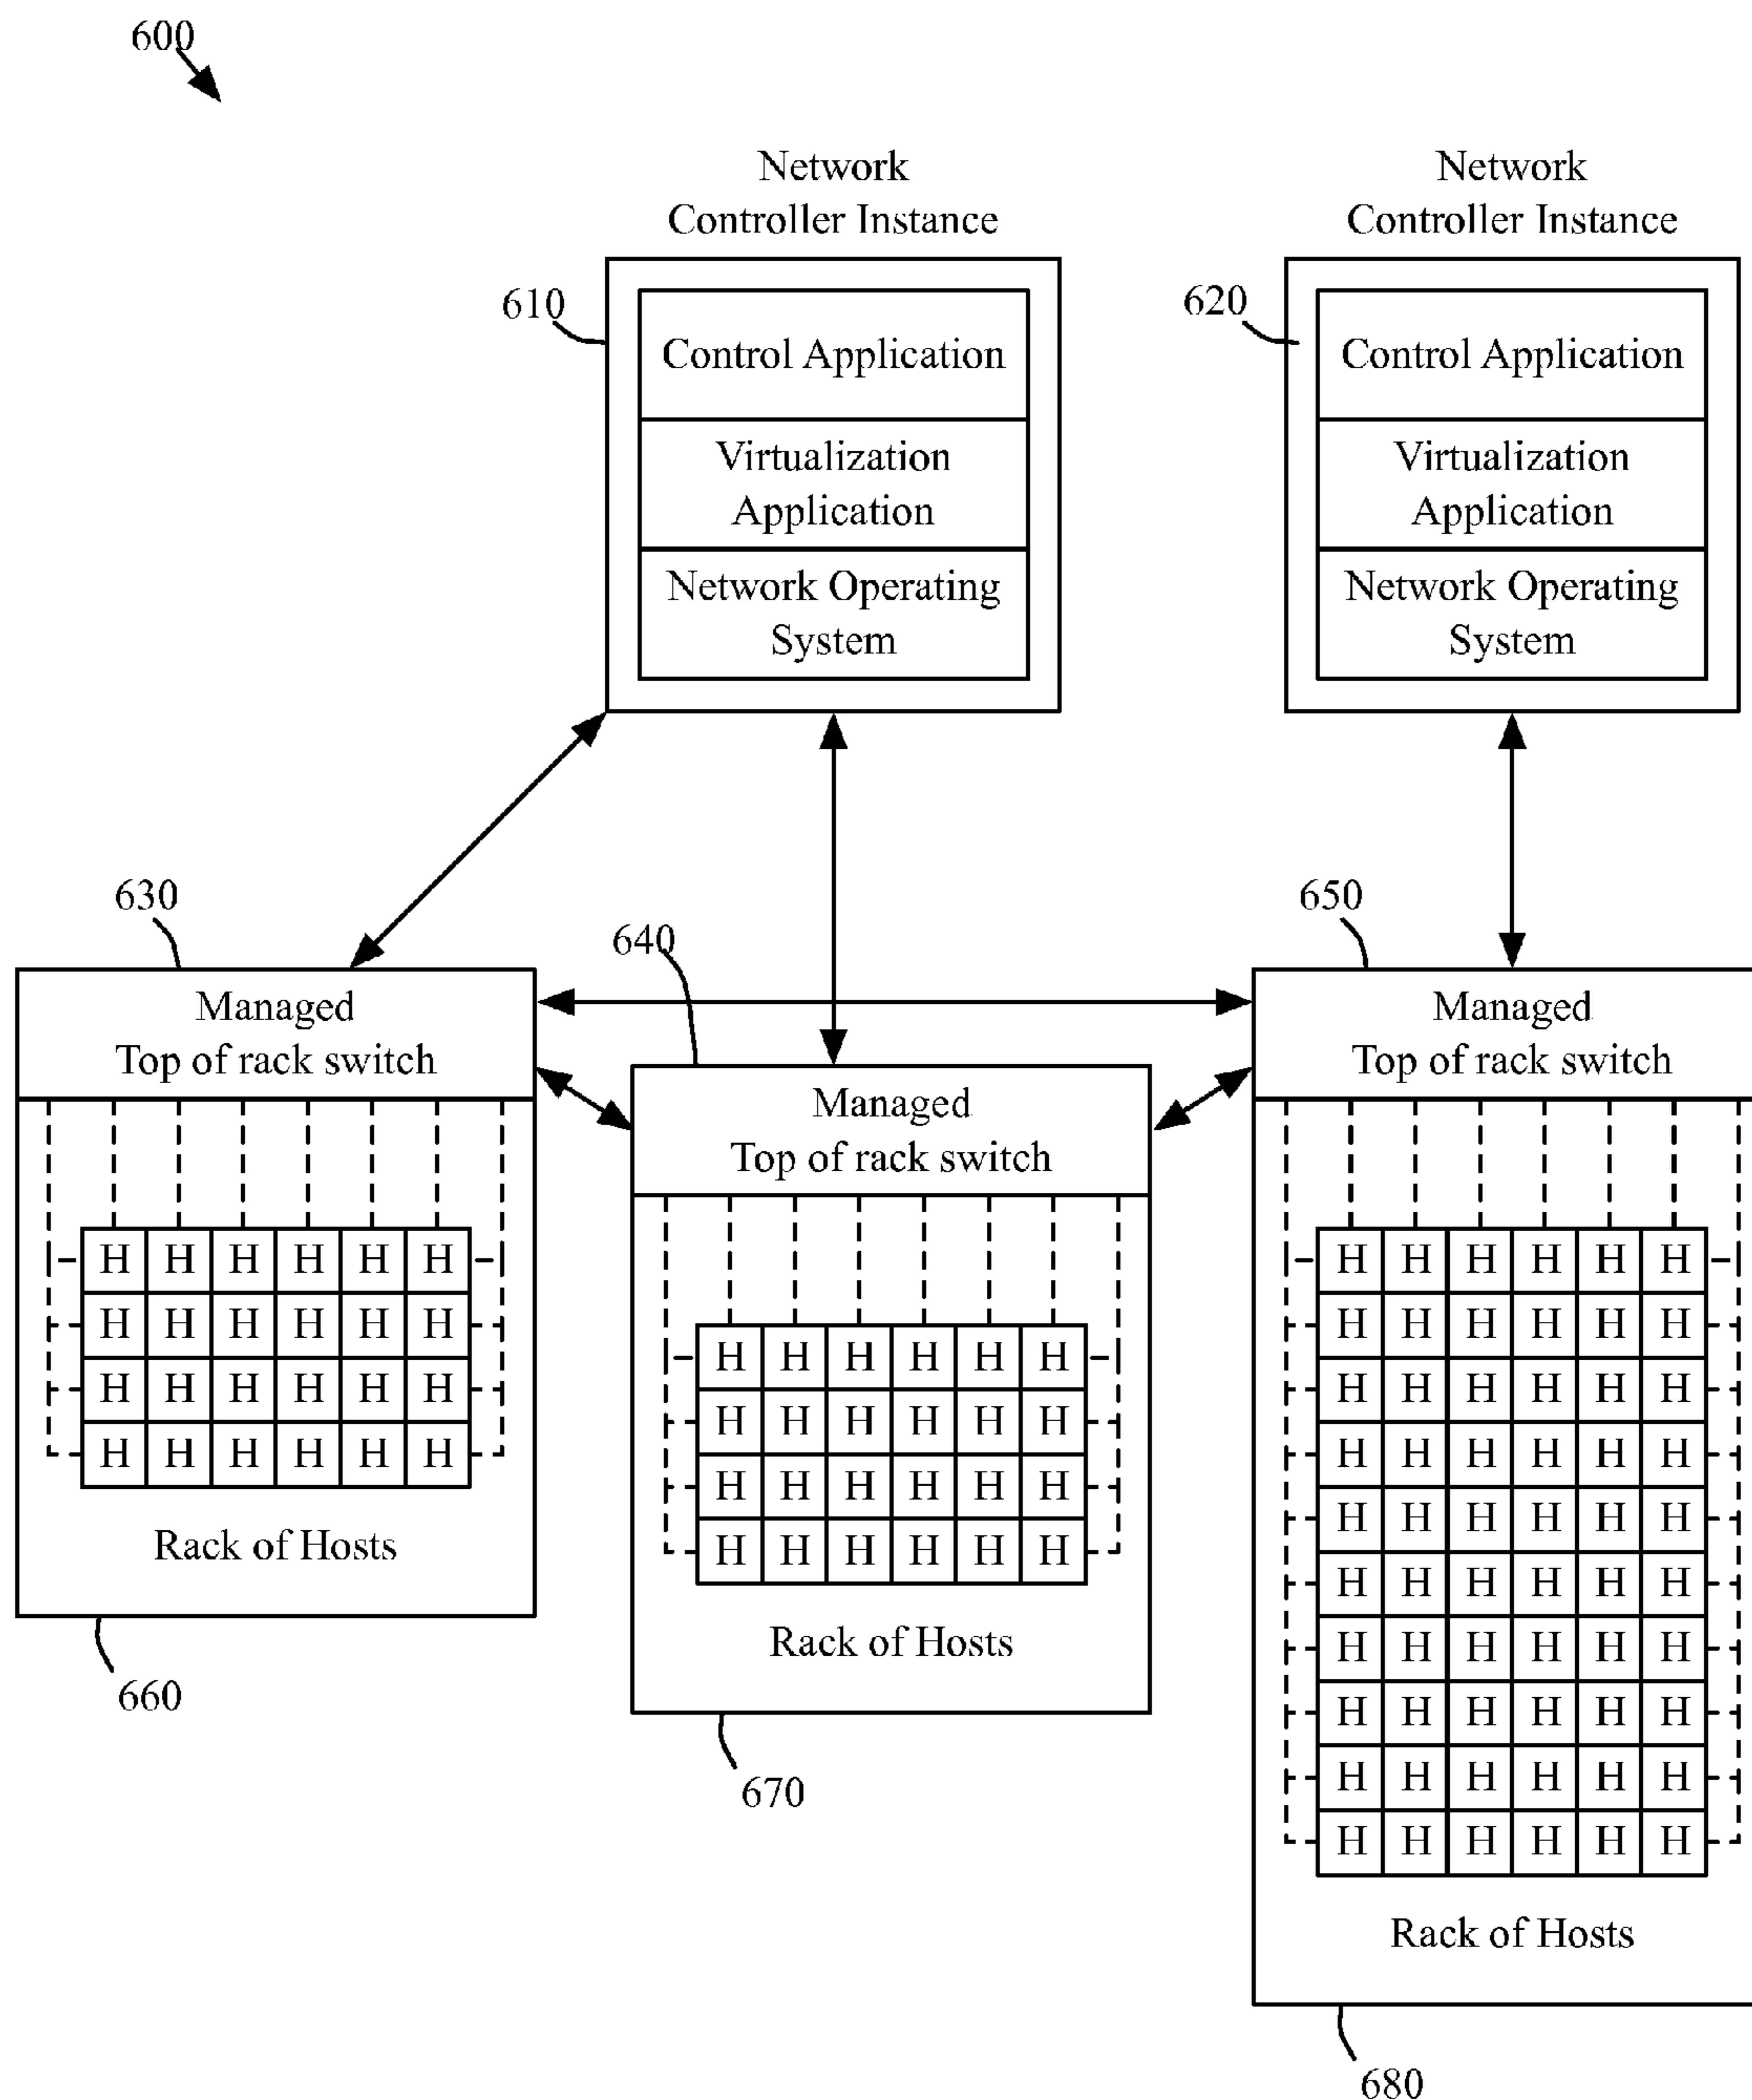 600
Network
Controller Instance
Network
Controller Instance
610
Control Application
Virtualization
Application
Network Operating
System
620
Control Application
Virtualization
Application
Network Operating
System
630
Managed
Top of rack switch
H H H H H H
H H H H H H
H H H H H H
H H H H H H
Rack of Hosts
660
640
Managed
Top of rack switch
H H H H H H
H H H H H H
H H H H H H
H H H H H H
Rack of Hosts
670
650
Managed
Top of rack switch
H H H H H H
H H H H H H
H H H H H H
H H H H H H
H H H H H H
H H H H H H
H H H H H H
H H H H H H
H H H H H H
H H H H H H
Rack of Hosts
680